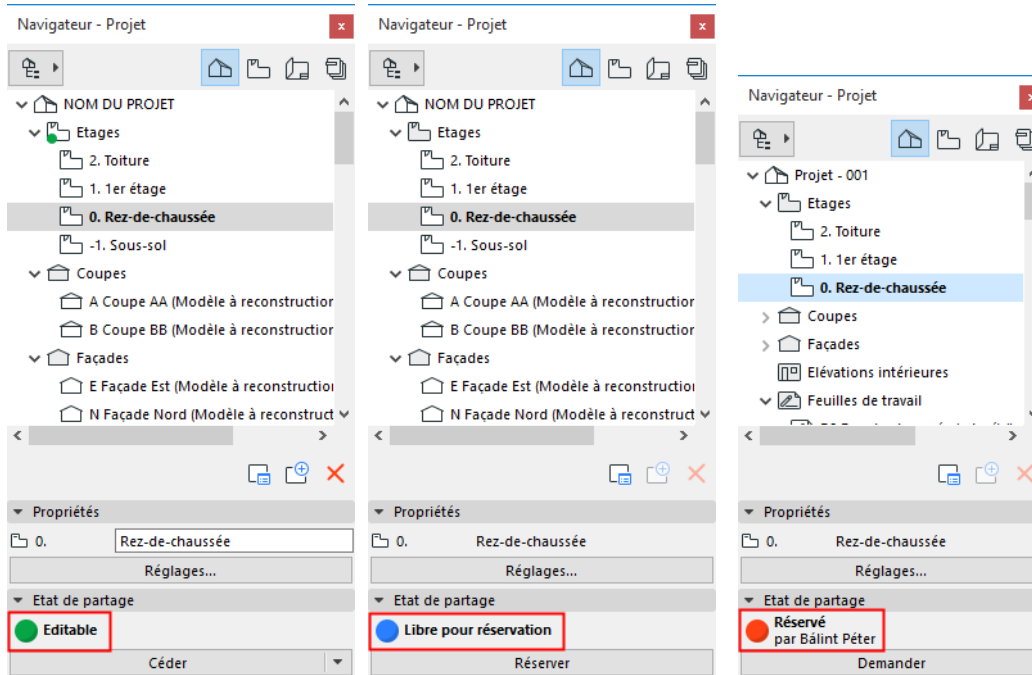 Navigateur - Projet
NOM DU PROJET
Etages
2. Toiture
1. 1er étage
0. Rez-de-chaussée
-1. Sous-sol
Coupes
A Coupe AA (Modèle à reconstruction
B Coupe BB (Modèle à reconstruction
Façades
E Façade Est (Modèle à reconstruction
N Façade Nord (Modèle à reconstruct
Propriétés
0. Rez-de-chaussée
Réglages...
Etat de partage
Editable
Céder
Navigateur - Projet
NOM DU PROJET
Etages
2. Toiture
1. 1er étage
0. Rez-de-chaussée
-1. Sous-sol
Coupes
A Coupe AA (Modèle à reconstruction
B Coupe BB (Modèle à reconstruction
Façades
E Façade Est (Modèle à reconstruction
N Façade Nord (Modèle à reconstruct
Propriétés
0. Rez-de-chaussée
Réglages...
Etat de partage
Libre pour réservation
Réserver
Navigateur - Projet
Projet - 001
Etages
2. Toiture
1. 1er étage
0. Rez-de-chaussée
Coupes
Façades
Elévations intérieures
Feuilles de travail
Propriétés
0. Rez-de-chaussée
Réglages...
Etat de partage
Réservé
par Bálint Péter
Demander